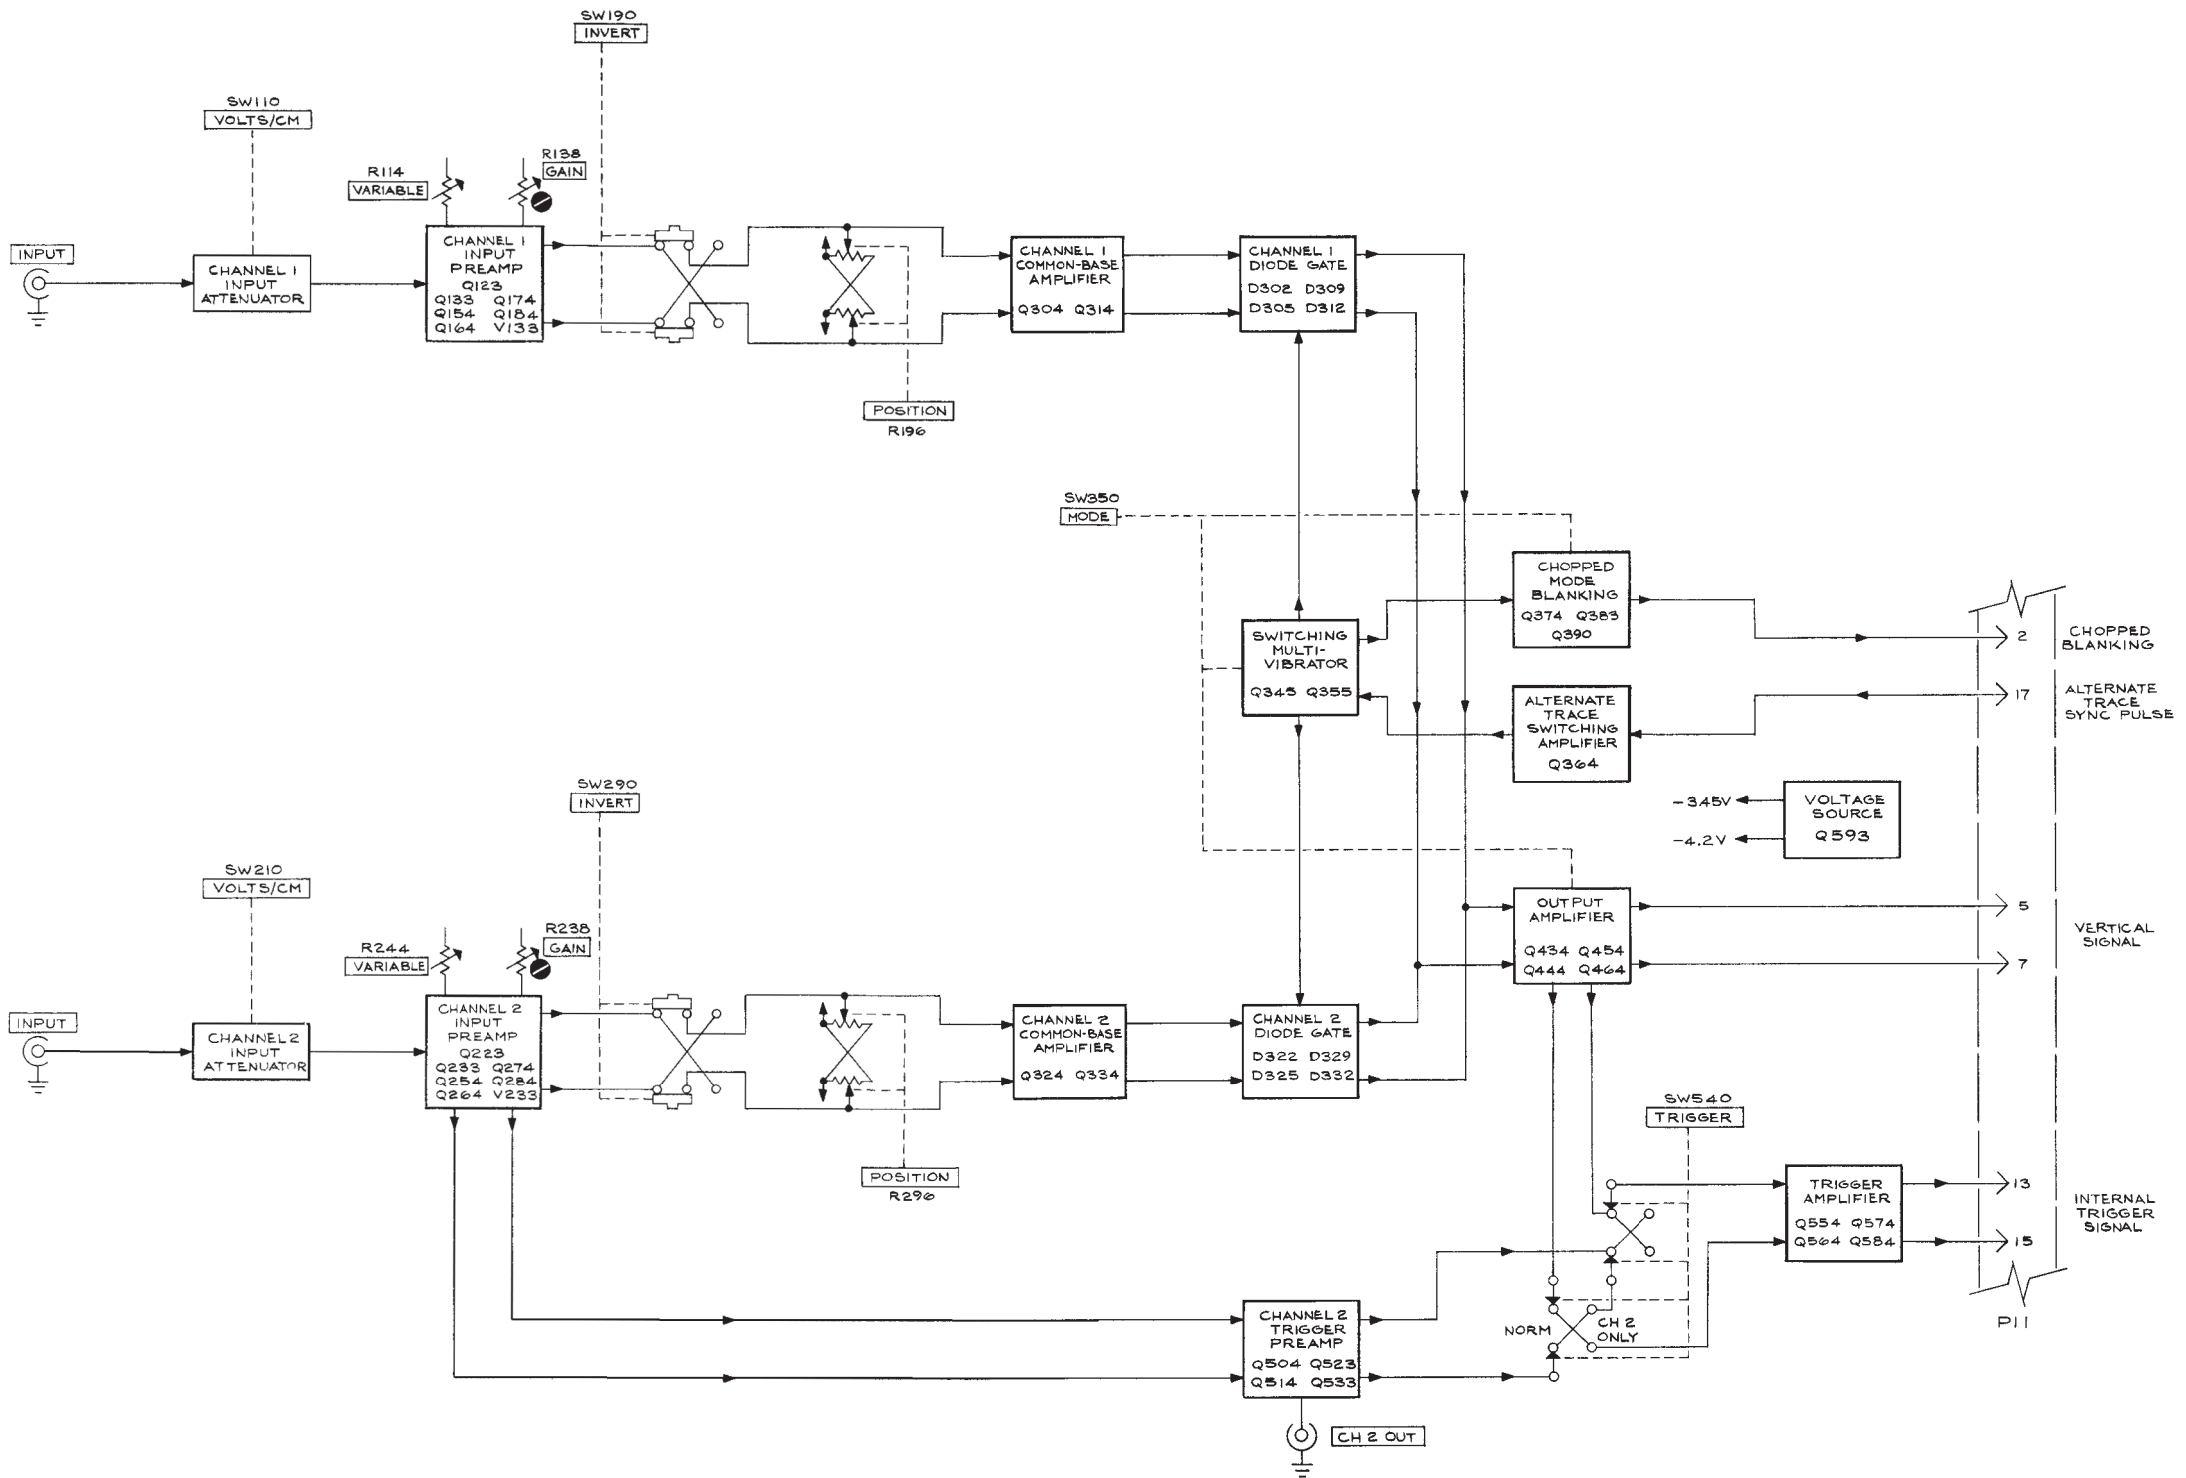 SW190
INVERT
SW110
VOLTS/CM
R114
VARIABLE
R138
GAIN
INPUT
CHANNEL 1
INPUT
ATTENUATOR
CHANNEL 1
INPUT
PREAMP
Q123
Q133 Q174
Q154 Q184
Q164 V133
POSITION
R196
CHANNEL 1
COMMON-BASE
AMPLIFIER
Q304 Q314
CHANNEL 1
DIODE GATE
D302 D309
D305 D312
SW350
MODE
CHOPPED
MODE
BLANKING
Q374 Q383
Q390
SWITCHING
MULTI-
VIBRATOR
Q345 Q355
ALTERNATE
TRACE
SWITCHING
AMPLIFIER
Q364
2
CHOPPED
BLANKING
17
ALTERNATE
TRACE
SYNC PULSE
-3.45V
-4.2V
VOLTAGE
SOURCE
Q593
SW290
INVERT
SW210
VOLTS/CM
R244
VARIABLE
R238
GAIN
INPUT
CHANNEL 2
INPUT
ATTENUATOR
CHANNEL 2
INPUT
PREAMP
Q223
Q233 Q274
Q254 Q284
Q264 V233
POSITION
R296
CHANNEL 2
COMMON-BASE
AMPLIFIER
Q324 Q334
CHANNEL 2
DIODE GATE
D322 D329
D325 D332
OUTPUT
AMPLIFIER
Q434 Q454
Q444 Q464
5
7
VERTICAL
SIGNAL
SW540
TRIGGER
TRIGGER
AMPLIFIER
Q554 Q574
Q564 Q584
13
15
INTERNAL
TRIGGER
SIGNAL
P11
NORM
CH 2
ONLY
CHANNEL 2
TRIGGER
PREAMP
Q504 Q523
Q514 Q533
CH 2 OUT